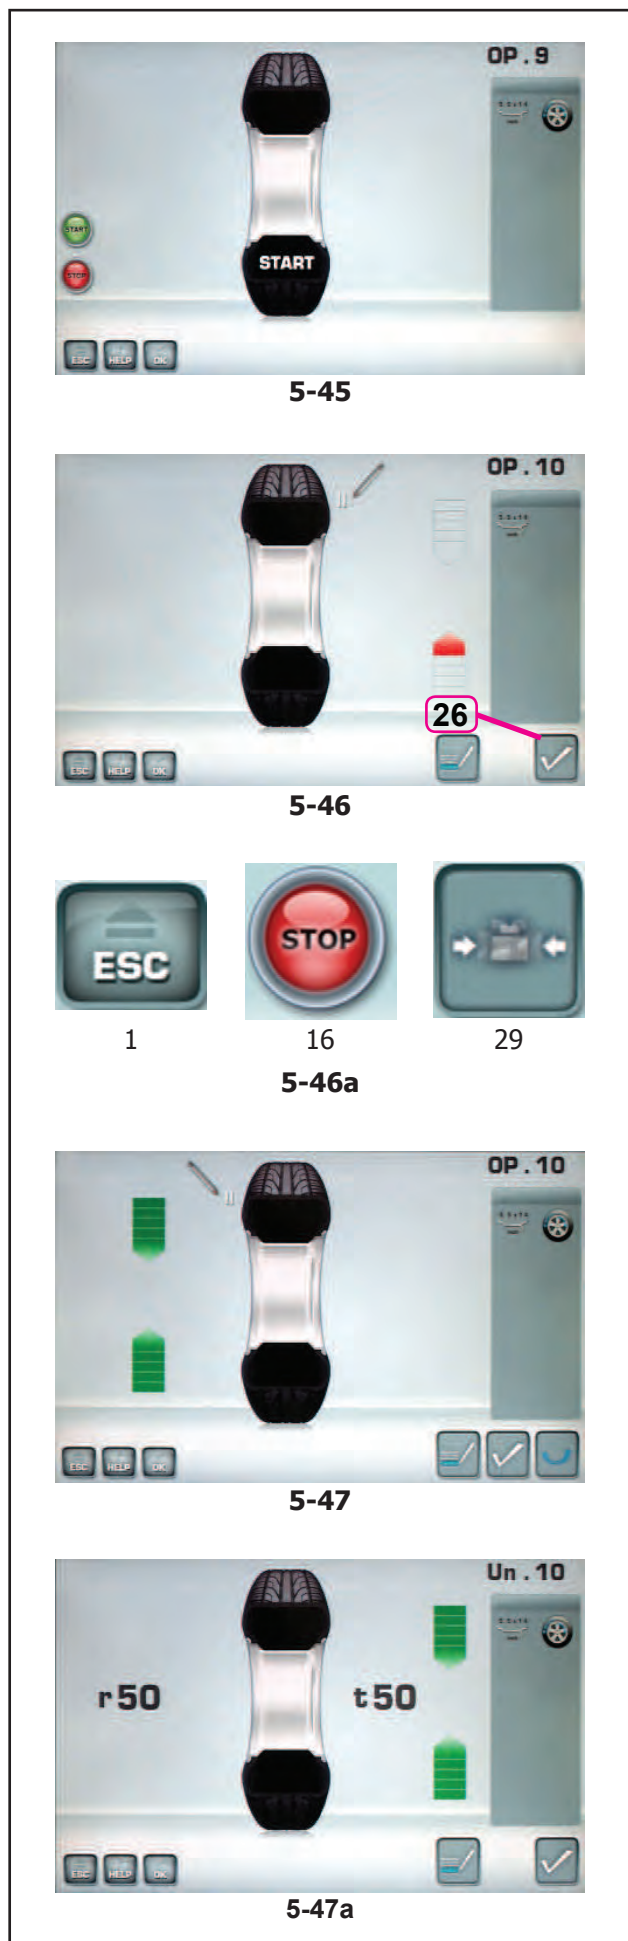 OP.9
START
START
STOP
ESC HELP OK
5-45
OP.10
26
ESC HELP OK
5-46
ESC
STOP
1 16 29
5-46a
OP.10
ESC HELP OK
5-47
Un.10
r50 t50
ESC HELP OK
5-47a